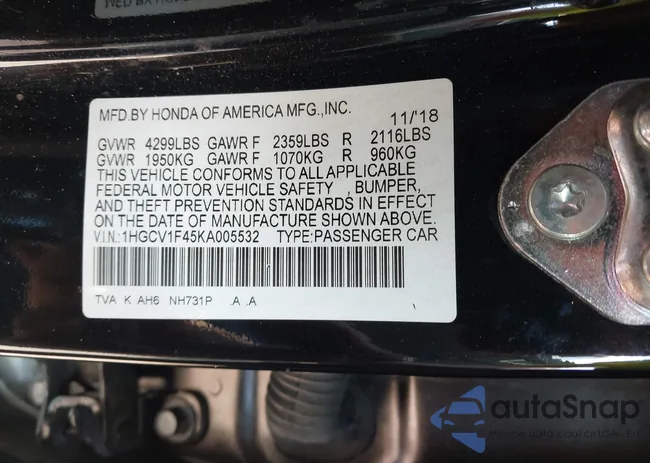 MFD.BY HONDA OF AMERICA MFG.,INC. 11/'18
GVWR 4299LBS GAWR F 2359LBS R 2116LBS
GVWR 1950KG GAWR F 1070KG R 960KG
THIS VEHICLE CONFORMS TO ALL APPLICABLE
FEDERAL MOTOR VEHICLE SAFETY , BUMPER,
AND THEFT PREVENTION STANDARDS IN EFFECT
ON THE DATE OF MANUFACTURE SHOWN ABOVE.
V.I.N.:1HGCV1F45KA005532 TYPE:PASSENGER CAR
TVA K AH6 NH731P .A .A
autoSnap